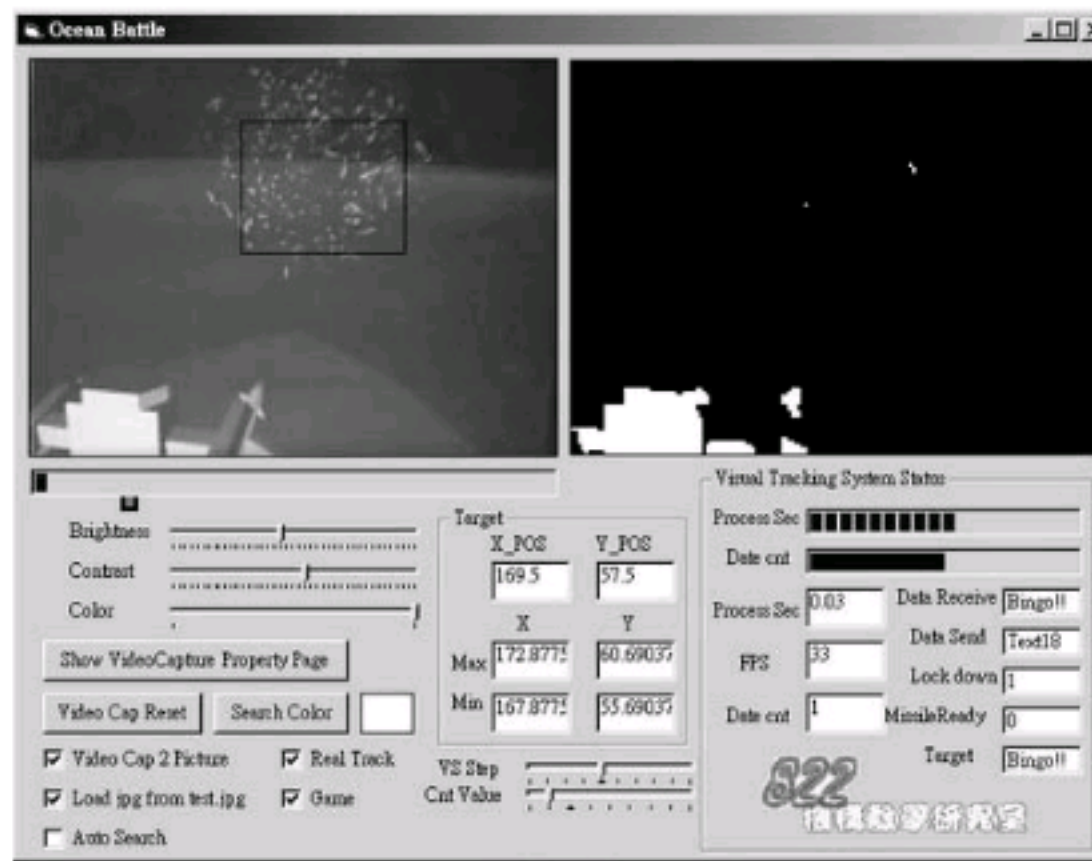 Ocean Battle
Virtual Tracking System Status
Brightness
Contrast
Color
Show VideoCapture Property Page
Video Cap Reset
Search Color
Video Cap 2 Picture
Real Track
Load jpg from test.jpg
Game
Auto Search
Target
X_POS Y_POS
169.5 57.5
X Y
Max 172.8775 60.69037
Min 167.8775 55.69037
VS Step
Cnt Value
Process Sec
Date cnt
Process Sec 0.03
Data Receive Bingo!!
FPS 33
Data Send Text18
Lock down 1
Date cnt 1
MissileReady 0
Target Bingo!!
822